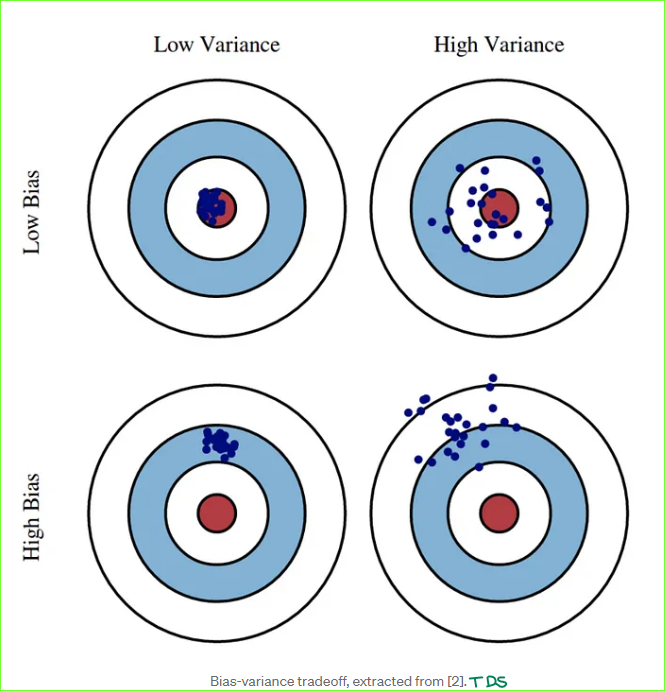 Low Variance
High Variance
Low Bias
High Bias
Bias-variance tradeoff, extracted from [2]. TDS